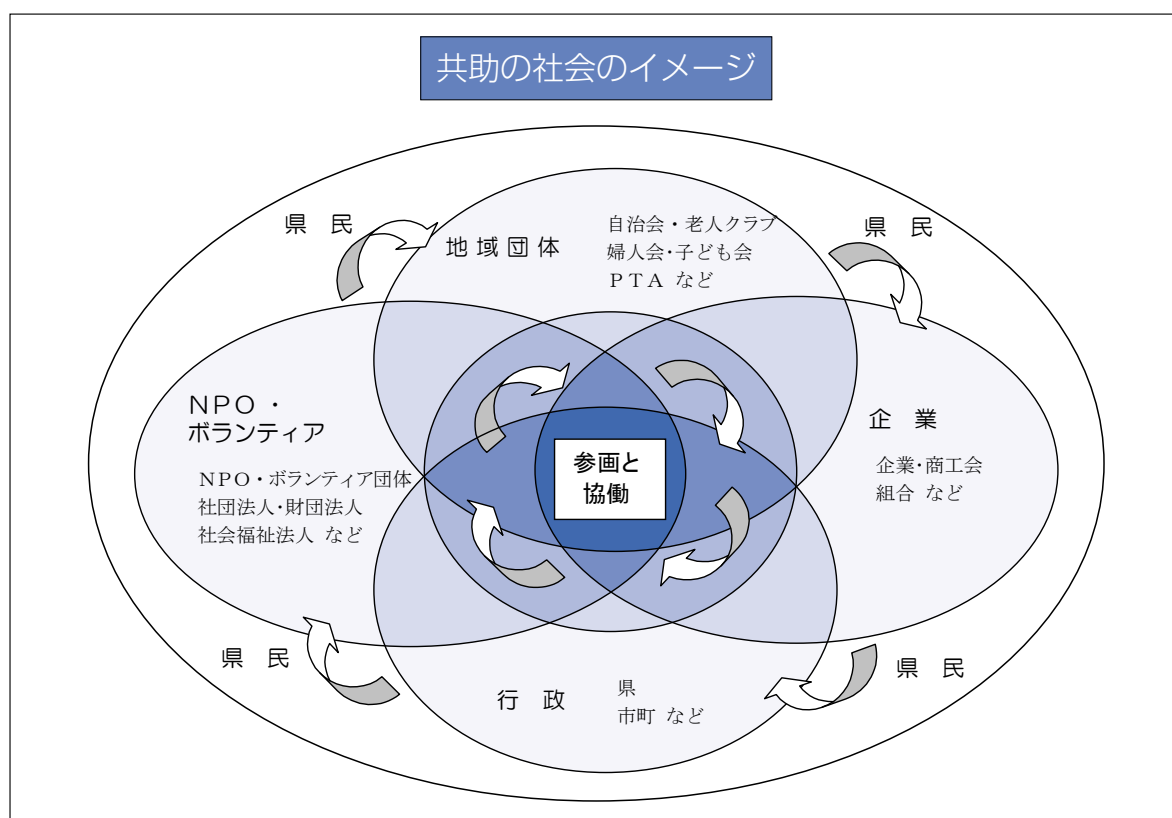 共助の社会のイメージ
県 民
県 民
地 域 団 体
自治会・老人クラブ
婦人会・子ども会
ＰＴＡ など
ＮＰＯ・
ボランティア
ＮＰＯ・ボランティア団体
社団法人・財団法人
社会福祉法人 など
参画と
協働
企 業
企業・商工会
組合 など
県 民
県 民
行 政
県
市町 など